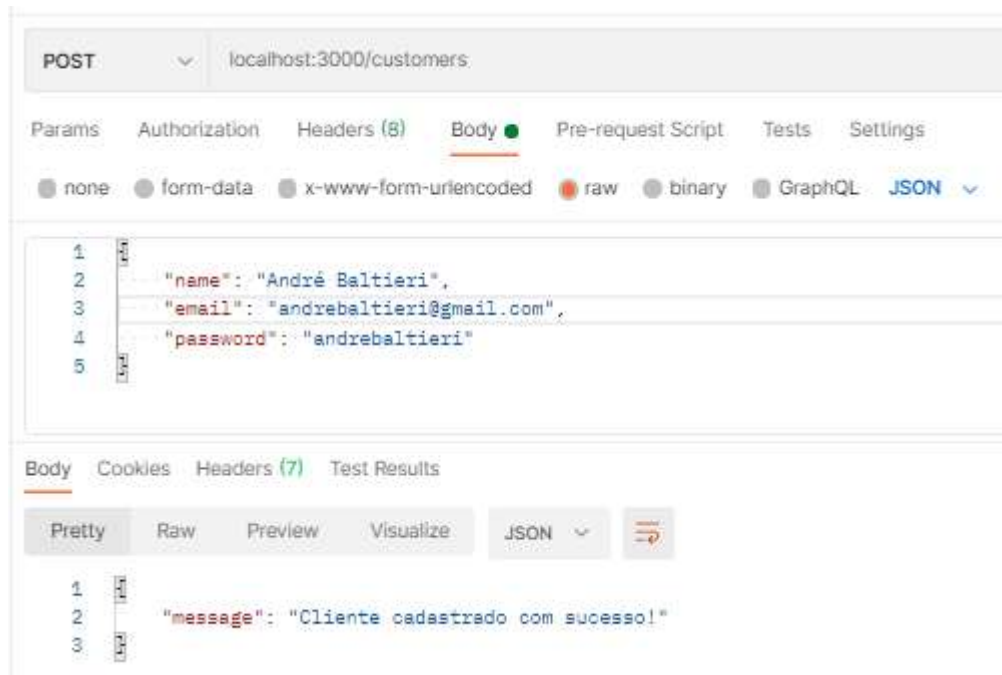 POST localhost:3000/customers
Params Authorization Headers (8) Body Pre-request Script Tests Settings
none form-data x-www-form-urlencoded raw binary GraphQL JSON
1 {
2 "name": "André Baltieri",
3 "email": "andrebaltieri@gmail.com",
4 "password": "andrebaltieri"
5 }
Body Cookies Headers (7) Test Results
Pretty Raw Preview Visualize JSON
1 {
2 "message": "Cliente cadastrado com sucesso!"
3 }